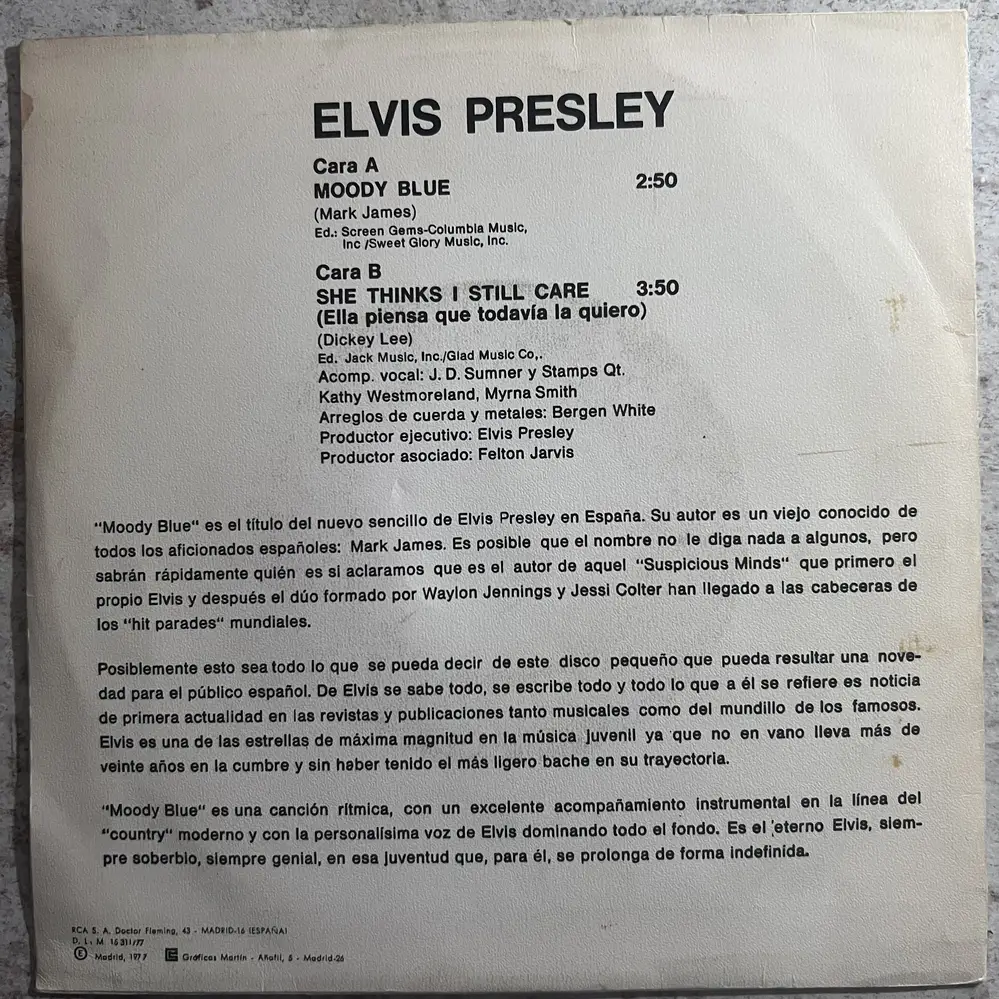 ELVIS PRESLEY
Cara A
MOODY BLUE 2:50
(Mark James)
Ed.: Screen Gems-Columbia Music,
Inc /Sweet Glory Music, Inc.
Cara B
SHE THINKS I STILL CARE 3:50
(Ella piensa que todavía la quiero)
(Dickey Lee)
Ed. Jack Music, Inc./Glad Music Co,.
Acomp. vocal: J. D. Sumner y Stamps Qt.
Kathy Westmoreland, Myrna Smith
Arreglos de cuerda y metales: Bergen White
Productor ejecutivo: Elvis Presley
Productor asociado: Felton Jarvis
"Moody Blue" es el título del nuevo sencillo de Elvis Presley en España. Su autor es un viejo conocido de
todos los aficionados españoles: Mark James. Es posible que el nombre no le diga nada a algunos, pero
sabrán rápidamente quién es si aclaramos que es el autor de aquel "Suspicious Minds" que primero el
propio Elvis y después el dúo formado por Waylon Jennings y Jessi Colter han llegado a las cabeceras de
los "hit parades" mundiales.
Posiblemente esto sea todo lo que se pueda decir de este disco pequeño que pueda resultar una nove-
dad para el público español. De Elvis se sabe todo, se escribe todo y todo lo que a él se refiere es noticia
de primera actualidad en las revistas y publicaciones tanto musicales como del mundillo de los famosos.
Elvis es una de las estrellas de máxima magnitud en la música juvenil ya que no en vano lleva más de
veinte años en la cumbre y sin haber tenido el más ligero bache en su trayectoria.
"Moody Blue" es una canción rítmica, con un excelente acompañamiento instrumental en la línea del
"country" moderno y con la personalísima voz de Elvis dominando todo el fondo. Es el eterno Elvis, siem-
pre soberbio, siempre genial, en esa juventud que, para él, se prolonga de forma indefinida.
RCA S. A. Doctor Fleming, 43 - MADRID-16 (ESPAÑA)
D. L. M 16311/77
Ⓔ Madrid, 1977 Gráficas Martín - Añafil, 5 - Madrid-26